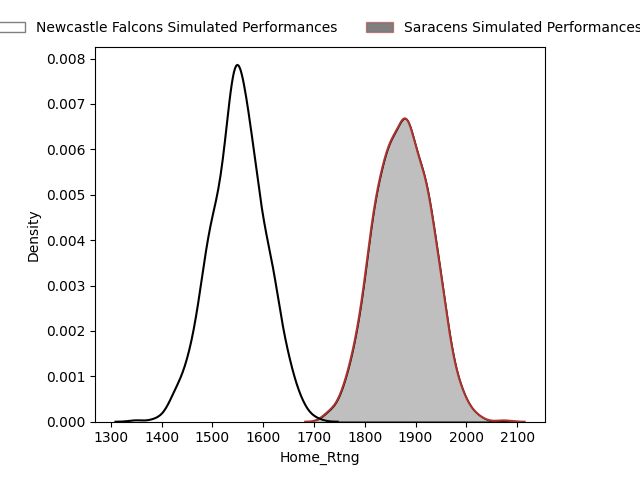 Newcastle Falcons Simulated Performances
Saracens Simulated Performances
0.008
0.007
0.006
0.005
0.004
0.003
0.002
0.001
0.000
Density
1300 1400 1500 1600 1700 1800 1900 2000 2100
Home_Rtng